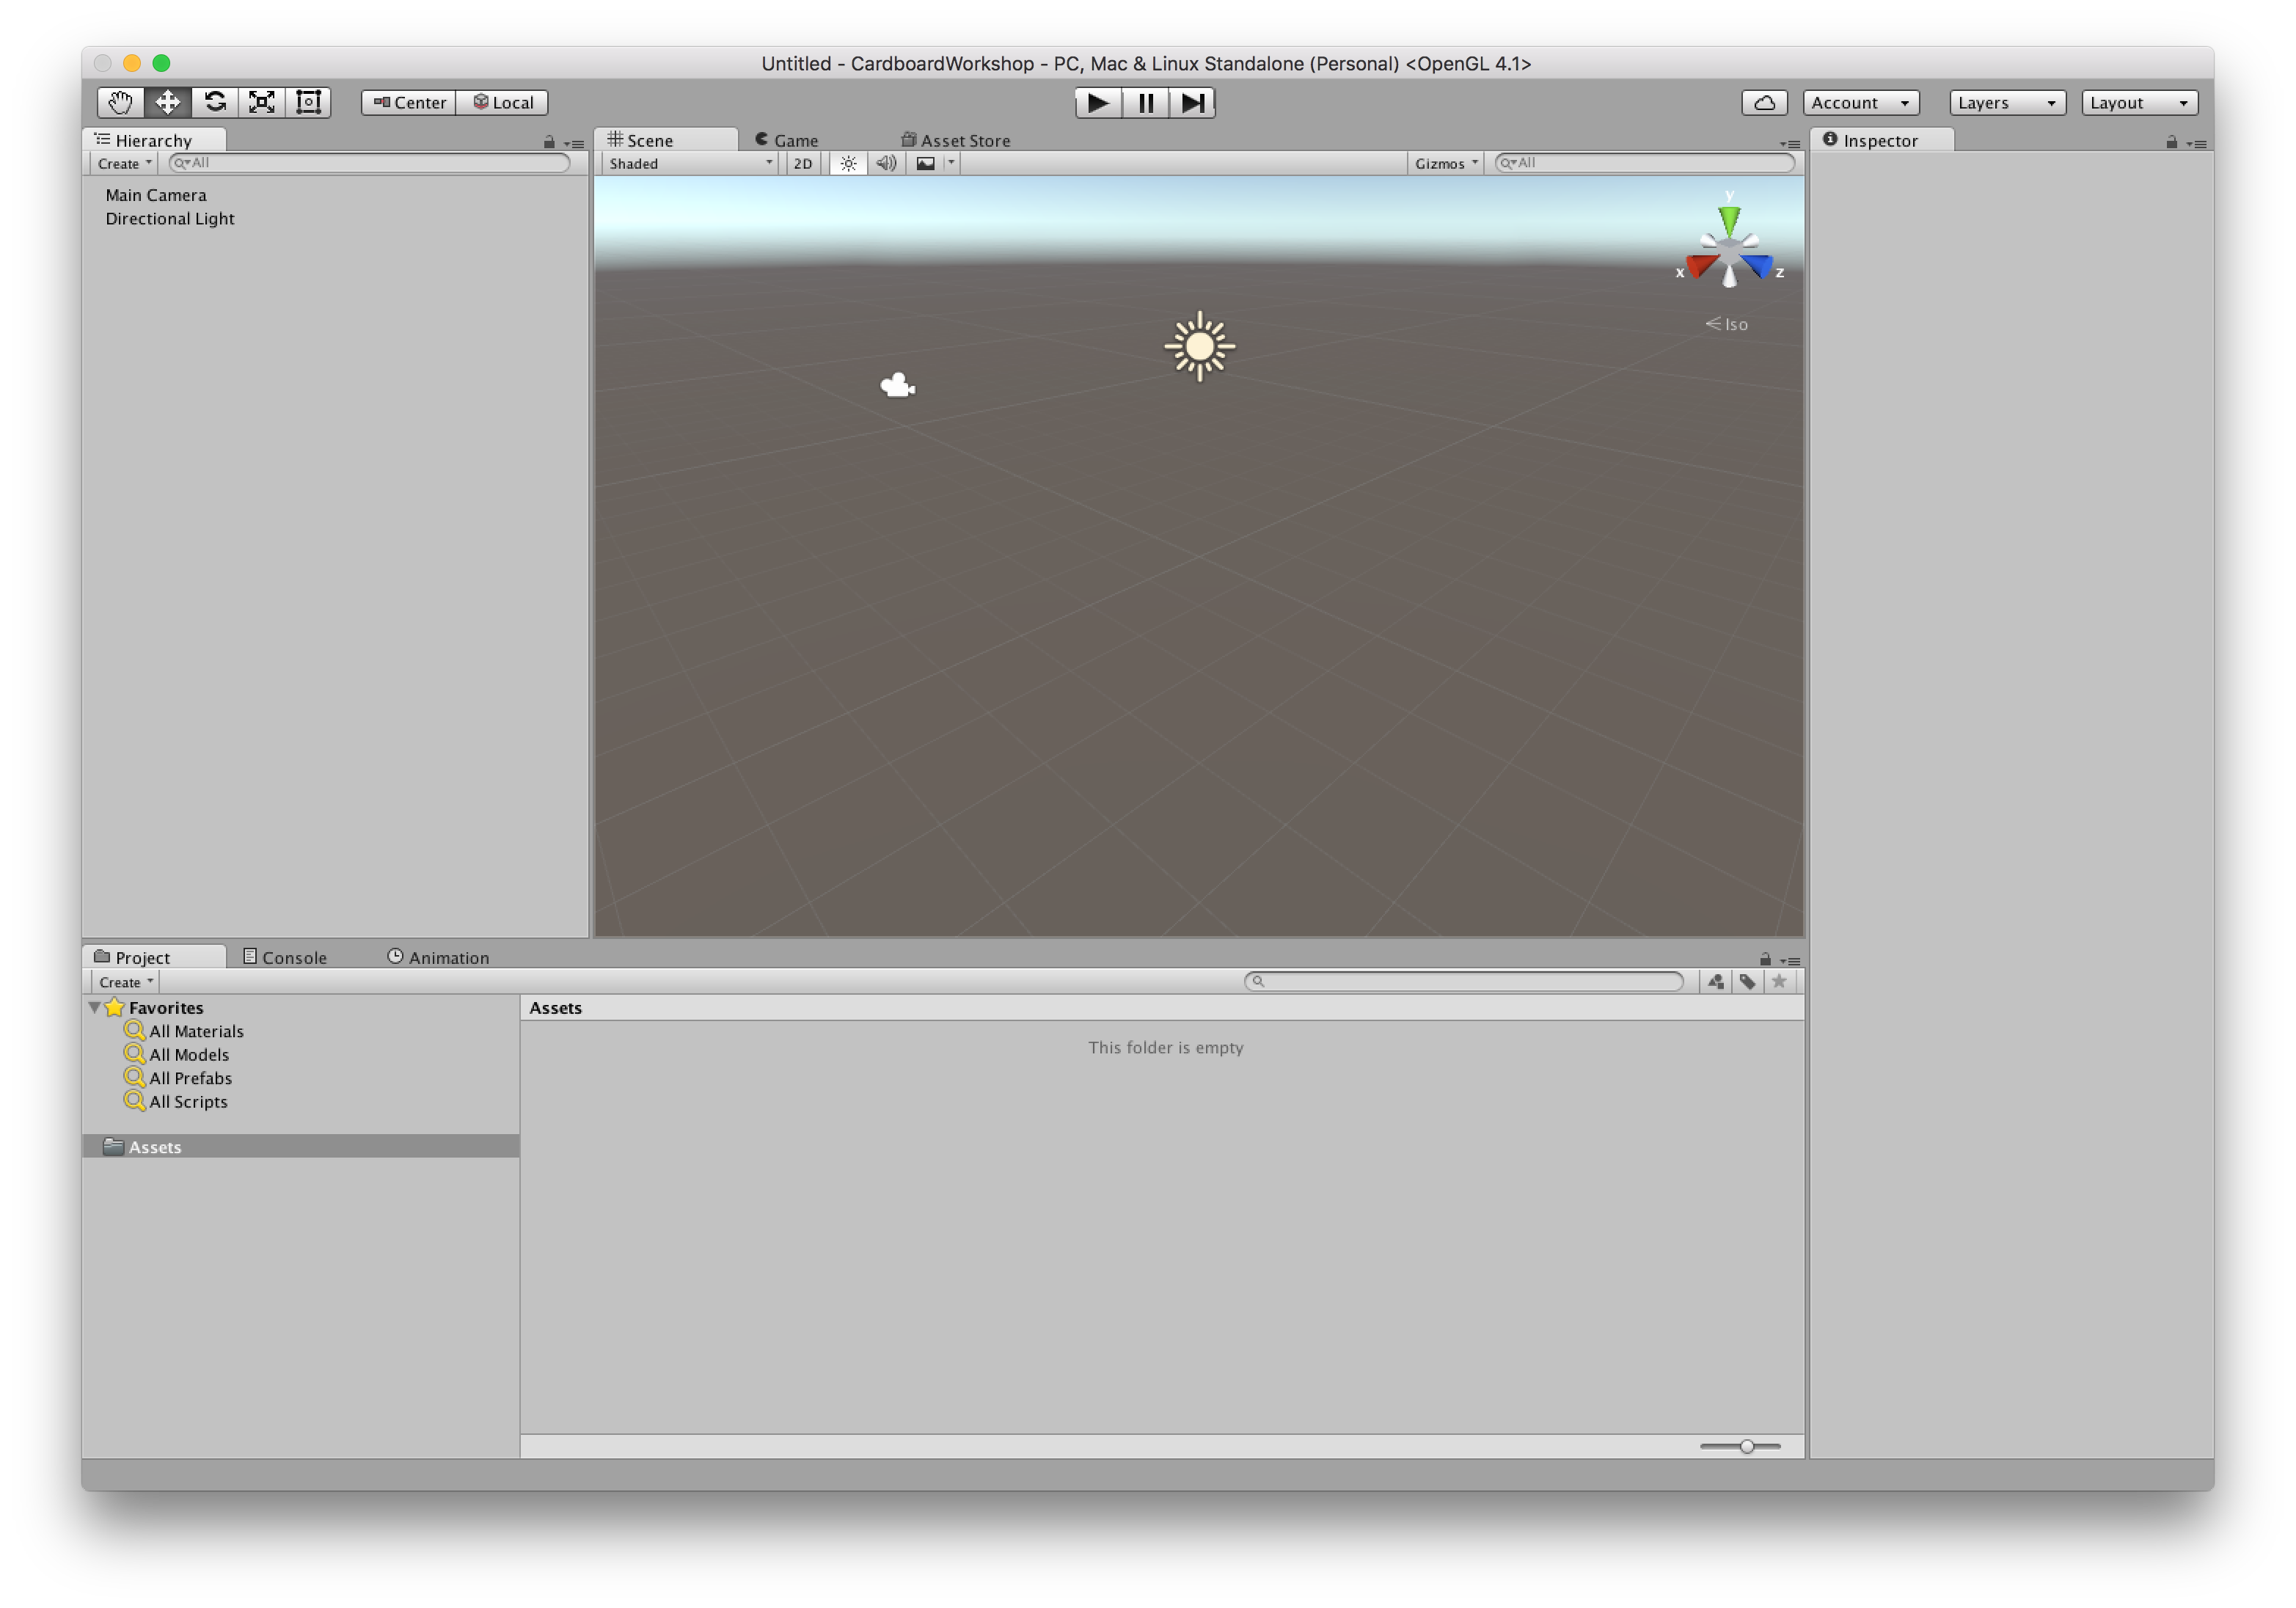 Untitled - CardboardWorkshop - PC, Mac & Linux Standalone (Personal) <OpenGL 4.1>
Center Local Account Layers Layout
Hierarchy
Create All
Main Camera
Directional Light
Scene Game Asset Store
Shaded 2D Gizmos All
y
x z
Iso
Inspector
Project Console Animation
Create
Favorites
All Materials
All Models
All Prefabs
All Scripts
Assets
Assets
This folder is empty